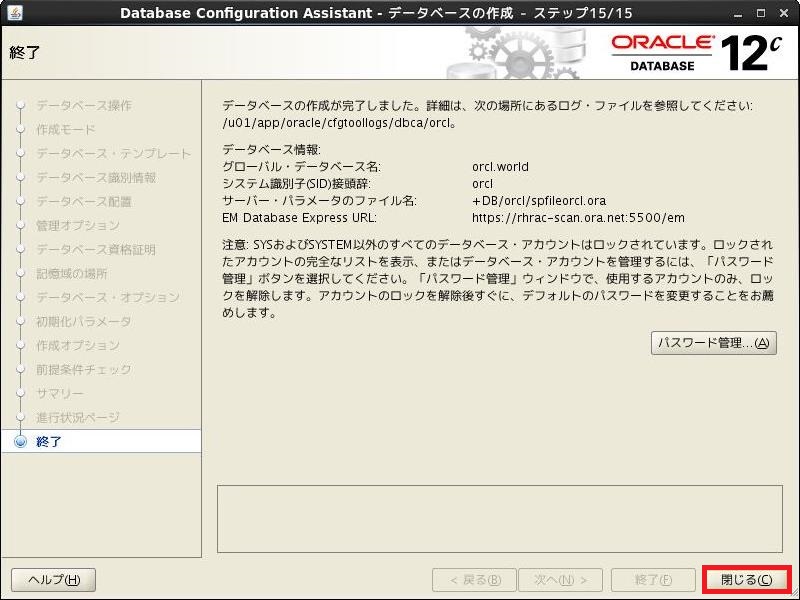 Database Configuration Assistant - データベースの作成 - ステップ15/15
終了
ORACLE
DATABASE
12c
データベース操作
作成モード
データベース・テンプレート
データベース識別情報
データベース配置
管理オプション
データベース資格証明
記憶域の場所
データベース・オプション
初期化パラメータ
作成オプション
前提条件チェック
サマリー
進行状況ページ
終了
データベースの作成が完了しました。詳細は、次の場所にあるログ・ファイルを参照してください:
/u01/app/oracle/cfgtoollogs/dbca/orcl。
データベース情報:
グローバル・データベース名: orcl.world
システム識別子(SID)接頭辞: orcl
サーバー・パラメータのファイル名: +DB/orcl/spfileorcl.ora
EM Database Express URL: https://rhrac-scan.ora.net:5500/em
注意: SYSおよびSYSTEM以外のすべてのデータベース・アカウントはロックされています。ロックされ
たアカウントの完全なリストを表示、またはデータベース・アカウントを管理するには、「パスワード
管理」ボタンを選択してください。「パスワード管理」ウィンドウで、使用するアカウントのみ、ロッ
クを解除します。アカウントのロックを解除後すぐに、デフォルトのパスワードを変更することをお薦
めします。
パスワード管理...(A)
ヘルプ(H)
< 戻る(B)
次へ(N) >
終了(F)
閉じる(C)